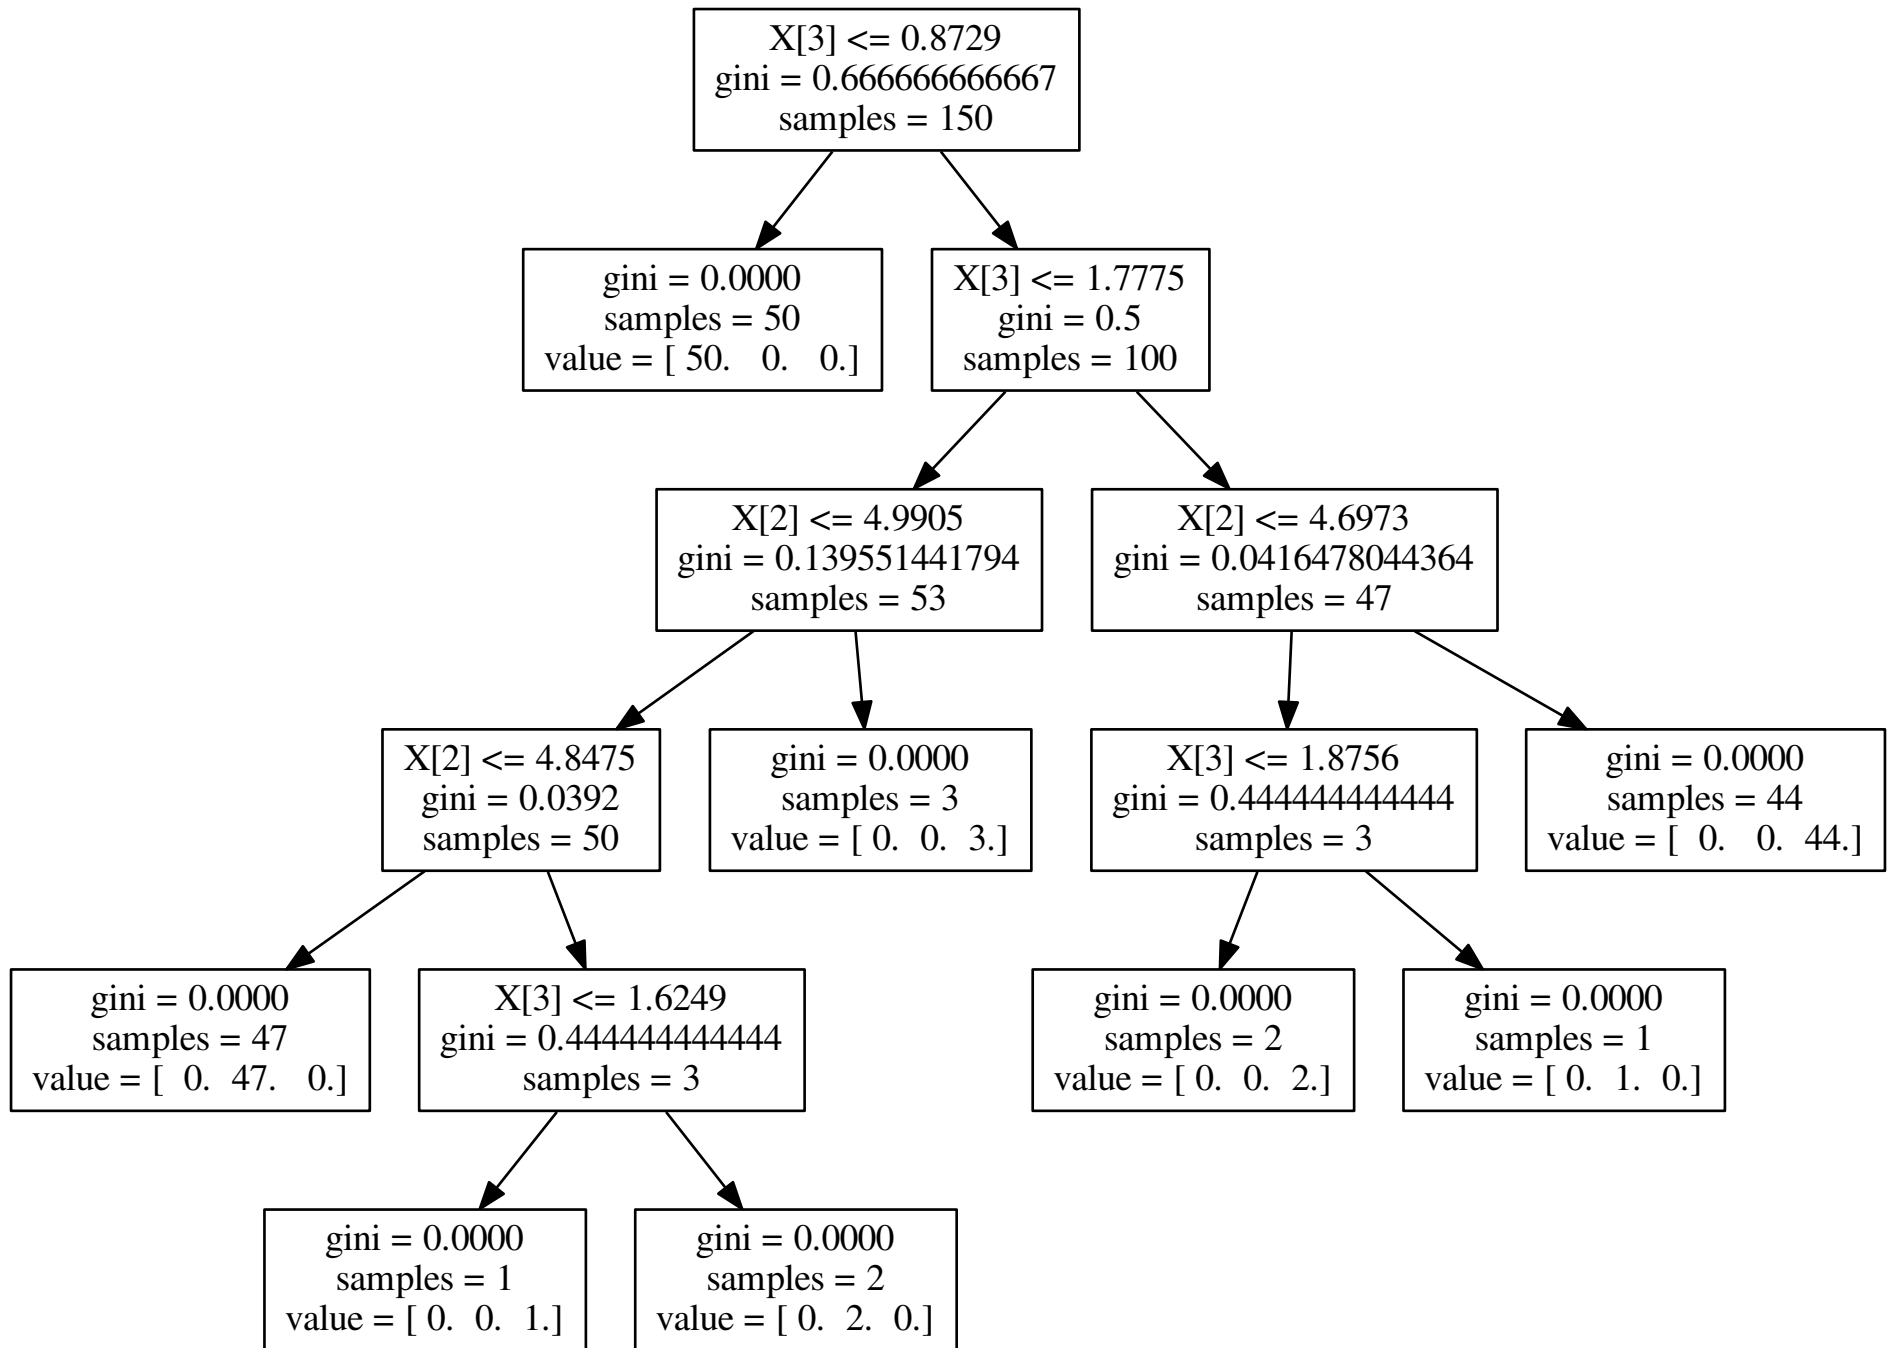 X[3] <= 0.8729
gini = 0.666666666667
samples = 150
gini = 0.0000
samples = 50
value = [ 50.   0.   0.]
X[3] <= 1.7775
gini = 0.5
samples = 100
X[2] <= 4.9905
gini = 0.139551441794
samples = 53
X[2] <= 4.6973
gini = 0.0416478044364
samples = 47
X[2] <= 4.8475
gini = 0.0392
samples = 50
gini = 0.0000
samples = 3
value = [ 0.  0.  3.]
X[3] <= 1.8756
gini = 0.444444444444
samples = 3
gini = 0.0000
samples = 44
value = [  0.   0.  44.]
gini = 0.0000
samples = 47
value = [  0.  47.   0.]
X[3] <= 1.6249
gini = 0.444444444444
samples = 3
gini = 0.0000
samples = 2
value = [ 0.  0.  2.]
gini = 0.0000
samples = 1
value = [ 0.  1.  0.]
gini = 0.0000
samples = 1
value = [ 0.  0.  1.]
gini = 0.0000
samples = 2
value = [ 0.  2.  0.]